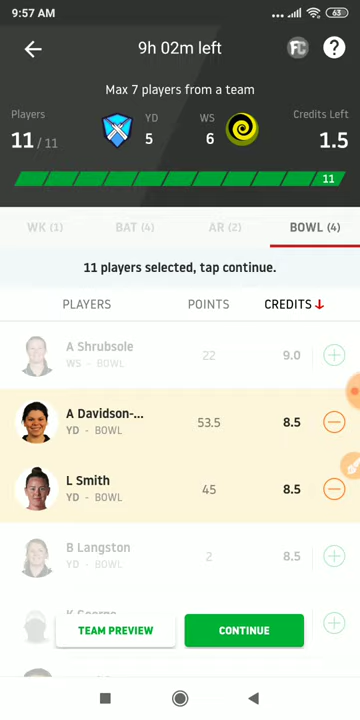 9:57 AM
63
9h 02m left
FC
?
Max 7 players from a team
Players
YD
WS
Credits Left
11 / 11
5
6
1.5
11
WK (1)
BAT (4)
AR (2)
BOWL (4)
11 players selected, tap continue.
PLAYERS
POINTS
CREDITS
A Shrubsole
WS - BOWL
22
9.0
A Davidson-...
YD - BOWL
53.5
8.5
L Smith
YD - BOWL
45
8.5
B Langston
YD - BOWL
2
8.5
K George
TEAM PREVIEW
CONTINUE